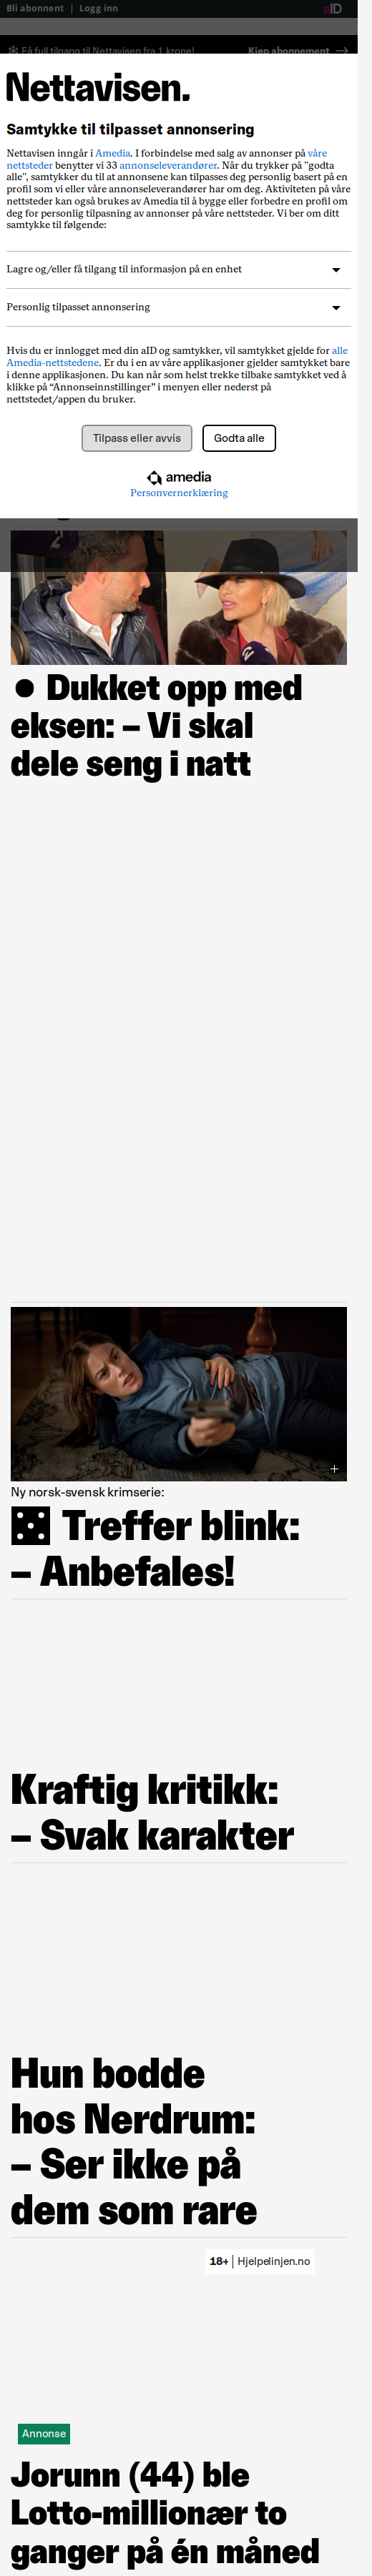 Bli abonnent | Logg inn
aID
Få full tilgang til Nettavisen fra 1 krone!
Kjøp abonnement →
Nettavisen.
Samtykke til tilpasset annonsering
Nettavisen inngår i Amedia. I forbindelse med salg av annonser på våre
nettsteder benytter vi 33 annonseleverandører. Når du trykker på "godta
alle", samtykker du til at annonsene kan tilpasses deg personlig basert på en
profil som vi eller våre annonseleverandører har om deg. Aktiviteten på våre
nettsteder kan også brukes av Amedia til å bygge eller forbedre en profil om
deg for personlig tilpasning av annonser på våre nettsteder. Vi ber om ditt
samtykke til følgende:
Lagre og/eller få tilgang til informasjon på en enhet
Personlig tilpasset annonsering
Hvis du er innlogget med din aID og samtykker, vil samtykket gjelde for alle
Amedia-nettstedene. Er du i en av våre applikasjoner gjelder samtykket bare
i denne applikasjonen. Du kan når som helst trekke tilbake samtykket ved å
klikke på “Annonseinnstillinger” i menyen eller nederst på
nettstedet/appen du bruker.
Tilpass eller avvis
Godta alle
amedia
Personvernerklæring
● Dukket opp med
eksen: – Vi skal
dele seng i natt
Ny norsk-svensk krimserie:
Treffer blink:
– Anbefales!
Kraftig kritikk:
– Svak karakter
Hun bodde
hos Nerdrum:
– Ser ikke på
dem som rare
18+ | Hjelpelinjen.no
Annonse
Jorunn (44) ble
Lotto-millionær to
ganger på én måned